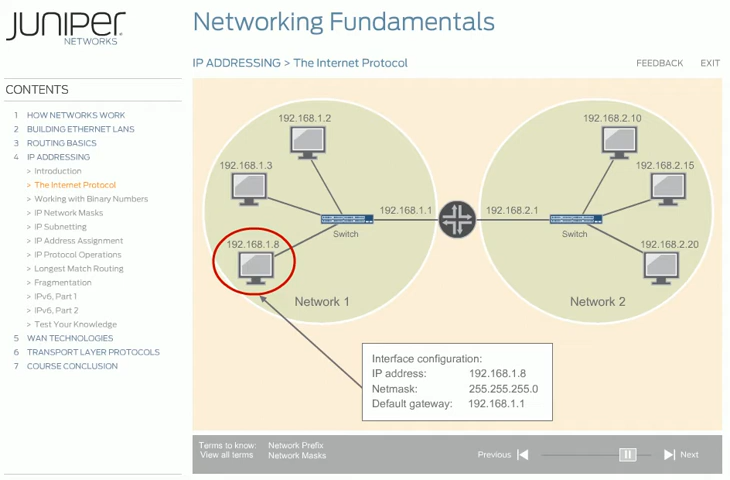 JUNIPER
NETWORKS
Networking Fundamentals
IP ADDRESSING > The Internet Protocol
FEEDBACK
EXIT
CONTENTS
1 HOW NETWORKS WORK
2 BUILDING ETHERNET LANS
3 ROUTING BASICS
4 IP ADDRESSING
> Introduction
> The Internet Protocol
> Working with Binary Numbers
> IP Network Masks
> IP Subnetting
> IP Address Assignment
> IP Protocol Operations
> Longest Match Routing
> Fragmentation
> IPv6, Part 1
> IPv6, Part 2
> Test Your Knowledge
5 WAN TECHNOLOGIES
6 TRANSPORT LAYER PROTOCOLS
7 COURSE CONCLUSION
192.168.1.2
192.168.1.3
192.168.1.8
Switch
192.168.1.1
Network 1
192.168.2.10
192.168.2.15
192.168.2.1
Switch
192.168.2.20
Network 2
Interface configuration:
IP address: 192.168.1.8
Netmask: 255.255.255.0
Default gateway: 192.168.1.1
Terms to know: Network Prefix
View all terms Network Masks
Previous
Next